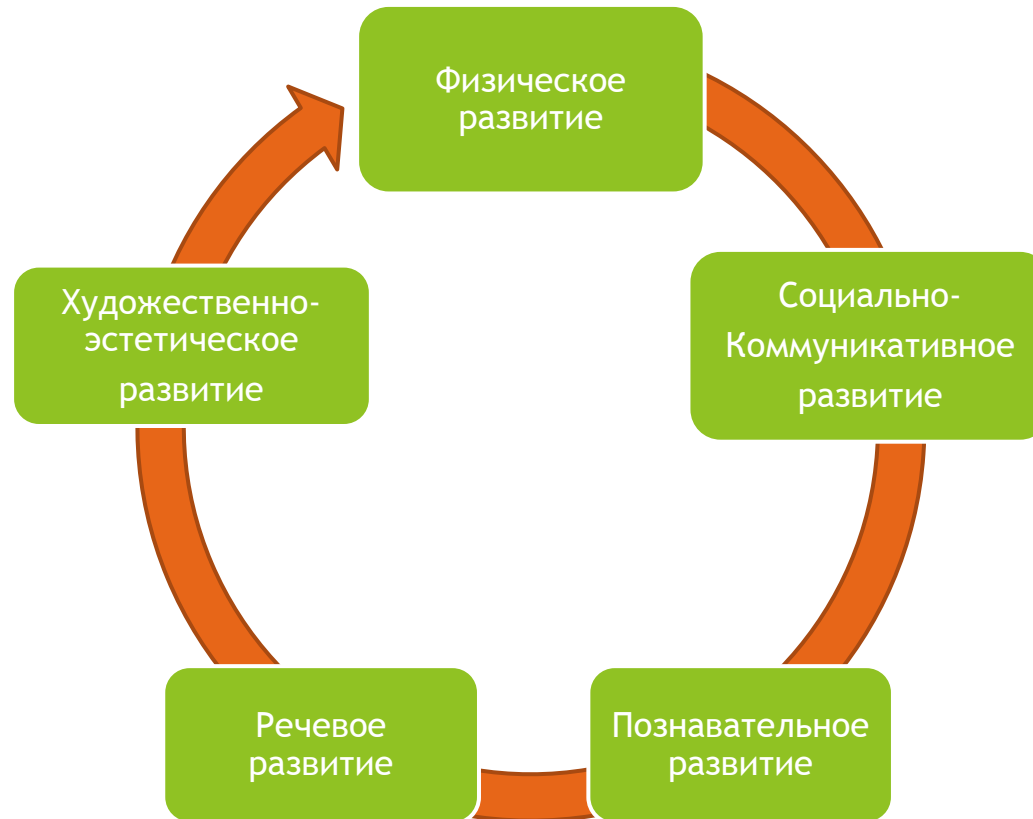 Физическое
развитие
Социально-
Коммуникативное
развитие
Познавательное
развитие
Речевое
развитие
Художественно-
эстетическое
развитие